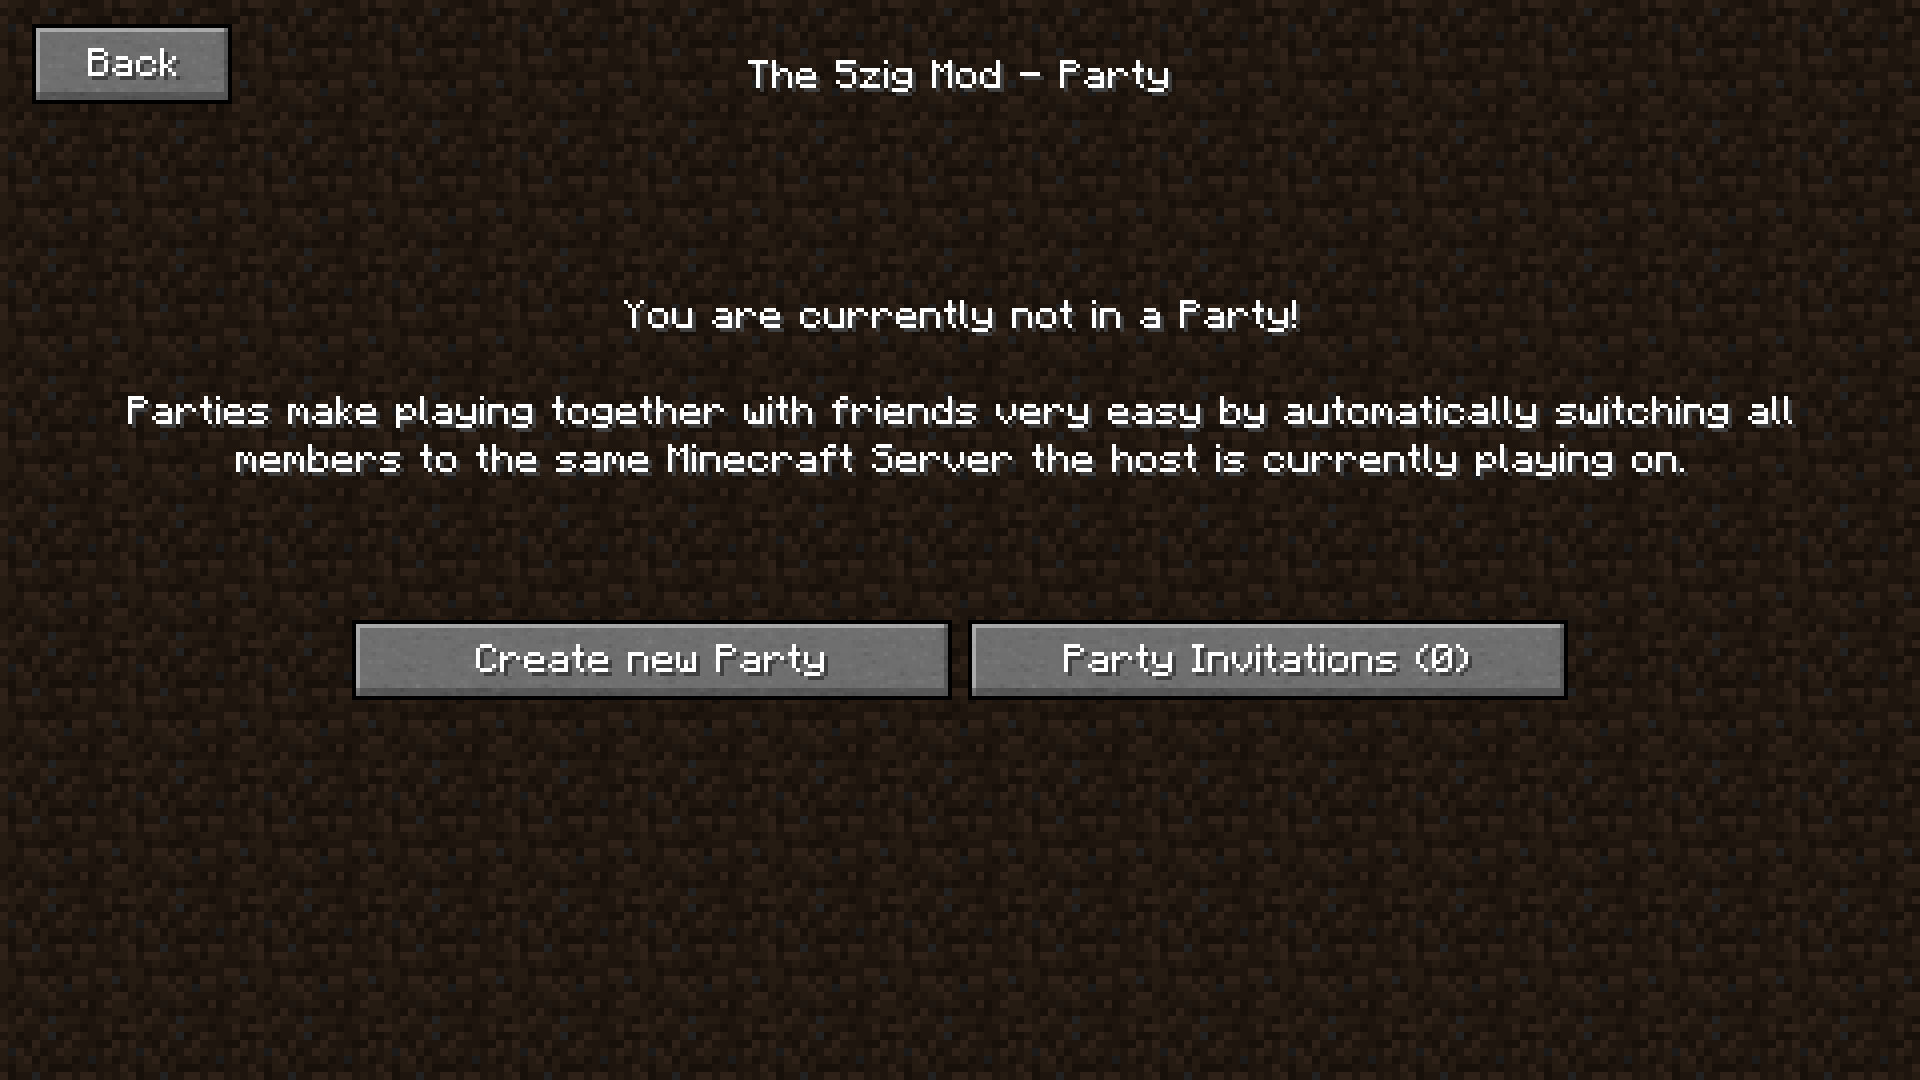 Back
The 5zig Mod - Party
You are currently not in a Party!
Parties make playing together with friends very easy by automatically switching all
members to the same Minecraft Server the host is currently playing on.
Create new Party
Party Invitations (0)